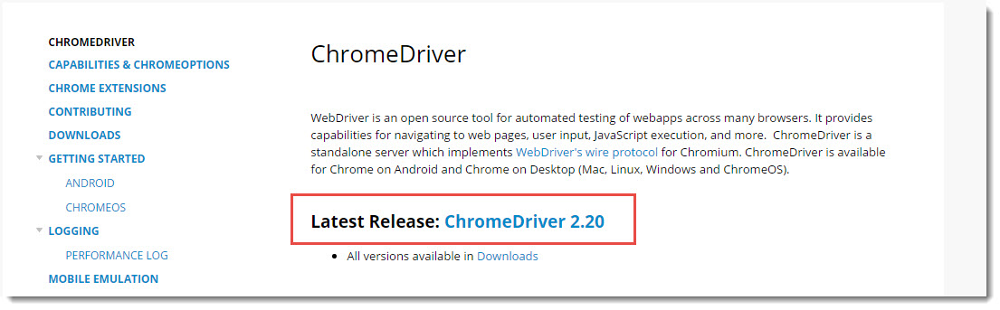 CHROMEDRIVER
CAPABILITIES & CHROMEOPTIONS
CHROME EXTENSIONS
CONTRIBUTING
DOWNLOADS
GETTING STARTED
ANDROID
CHROMEOS
LOGGING
PERFORMANCE LOG
MOBILE EMULATION
ChromeDriver
WebDriver is an open source tool for automated testing of webapps across many browsers. It provides
capabilities for navigating to web pages, user input, JavaScript execution, and more. ChromeDriver is a
standalone server which implements WebDriver's wire protocol for Chromium. ChromeDriver is available
for Chrome on Android and Chrome on Desktop (Mac, Linux, Windows and ChromeOS).
Latest Release: ChromeDriver 2.20
• All versions available in Downloads